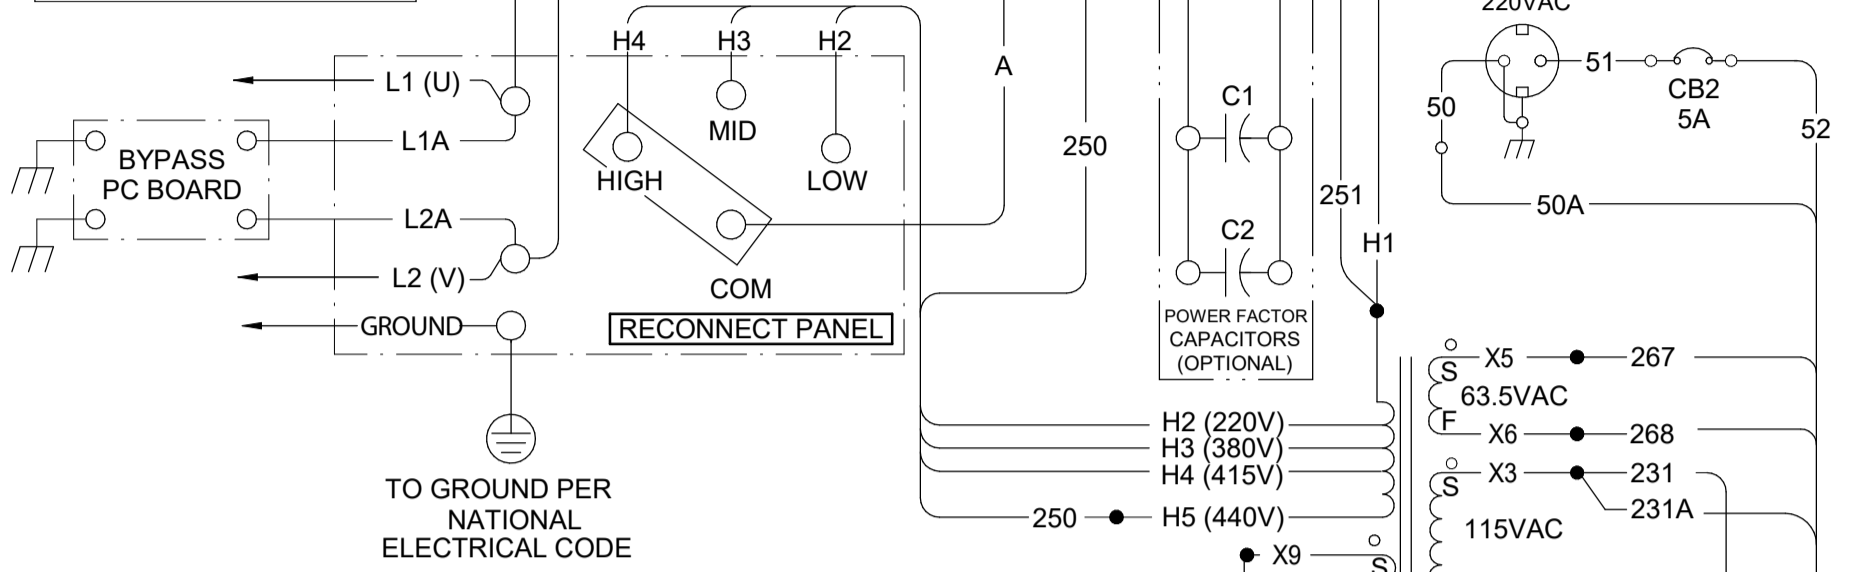 220VAC
H4
H3
H2
L1 (U)
A
51
C1
CB2
5A
50
52
MID
L1A
250
BYPASS
PC BOARD
HIGH
LOW
251
50A
L2A
C2
H1
L2 (V)
COM
GROUND
RECONNECT PANEL
POWER FACTOR
CAPACITORS
(OPTIONAL)
X5
267
S
63.5VAC
F
H2 (220V)
X6
268
H3 (380V)
H4 (415V)
X3
231
S
TO GROUND PER
NATIONAL
ELECTRICAL CODE
231A
250
H5 (440V)
115VAC
X9
S